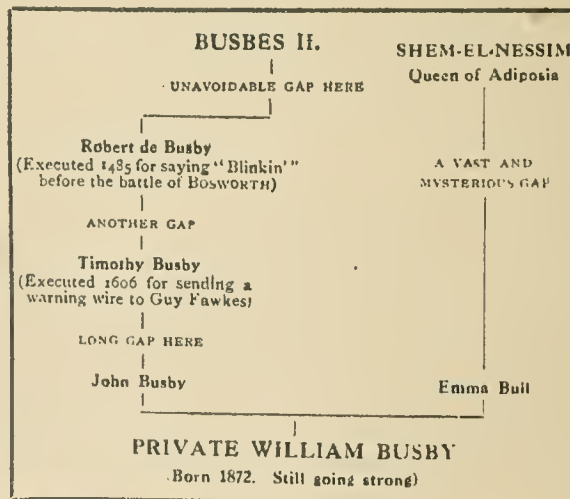 BUSBES II.
UNAVOIDABLE GAP HERE
Robert de Busby
(Executed 1485 for saying "Blinkin'"
before the battle of BOSWORTH)
ANOTHER GAP
Timothy Busby
(Executed 1606 for sending a
warning wire to Guy Fawkes)
LONG GAP HERE
John Busby
SHEM-EL-NESSIM
Queen of Adiposia
A VAST AND
MYSTERIOUS GAP
Emma Bull
PRIVATE WILLIAM BUSBY
(Born 1872. Still going strong)